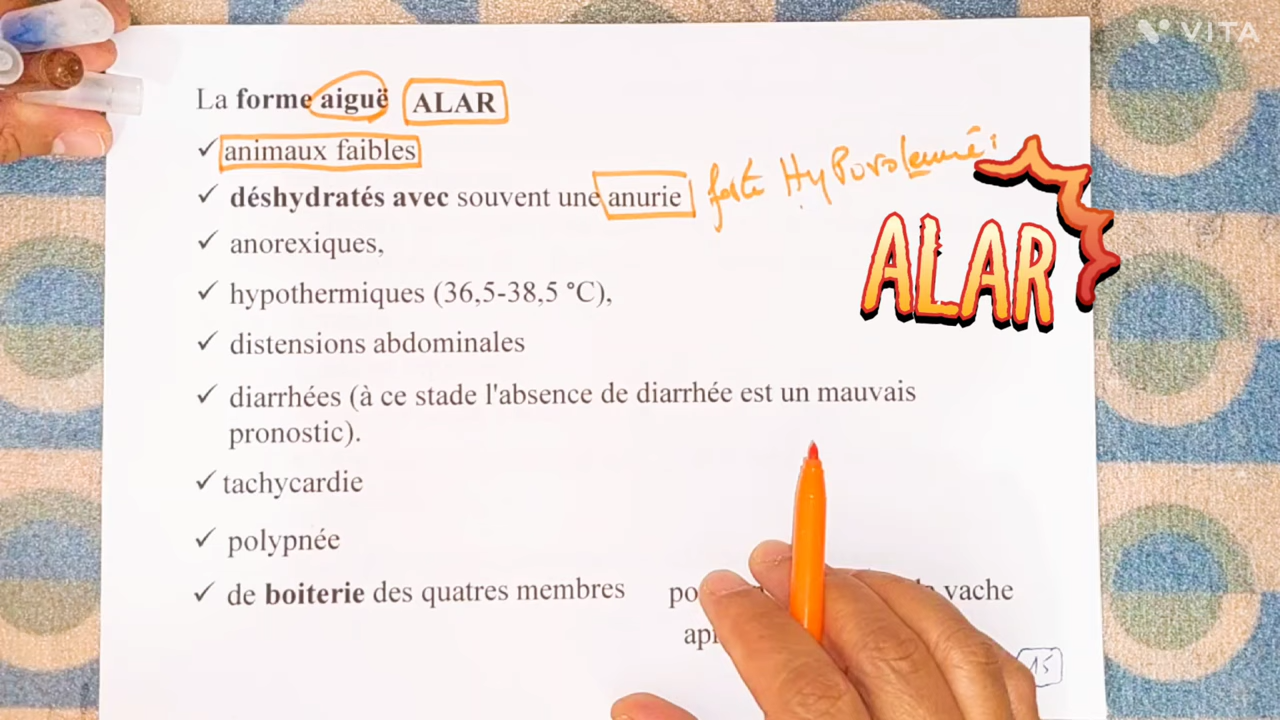 VITA
La forme aiguë ALAR
✓ animaux faibles
✓ déshydratés avec souvent une anurie forte HyPovolémie
ALAR
✓ anorexiques,
✓ hypothermiques (36,5-38,5 °C),
✓ distensions abdominales
✓ diarrhées (à ce stade l'absence de diarrhée est un mauvais
pronostic).
✓ tachycardie
✓ polypnée
✓ de boiterie des quatres membres vache
15